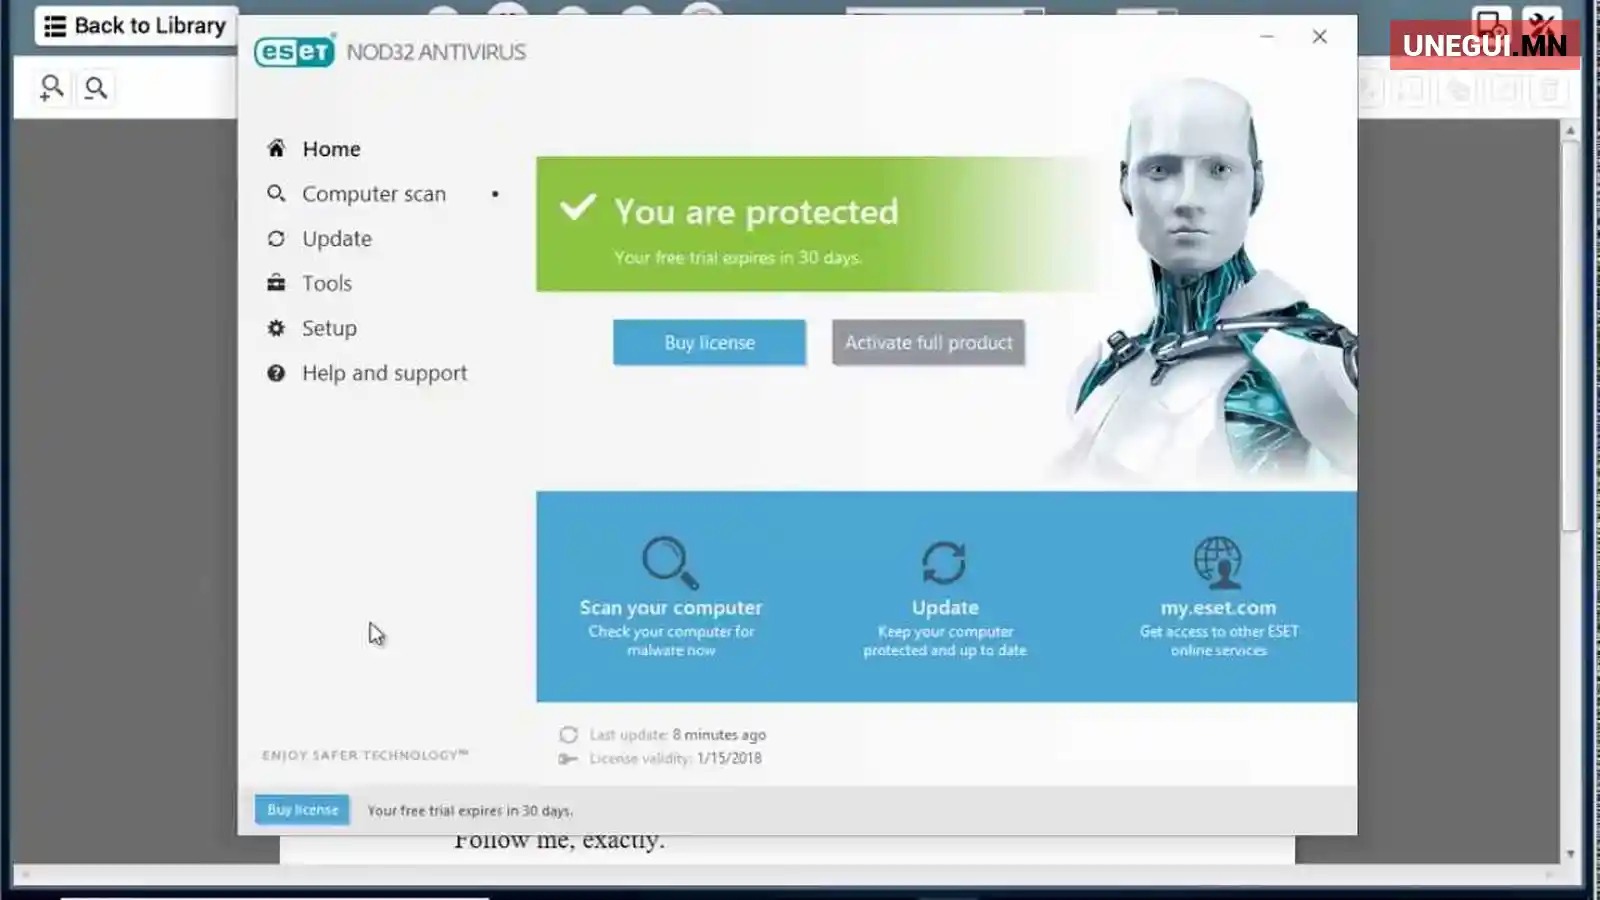 Back to Library
UNEGUI.MN
eset NOD32 ANTIVIRUS
Home
Computer scan
Update
Tools
Setup
Help and support
You are protected
Your free trial expires in 30 days.
Buy license
Activate full product
Scan your computer
Check your computer for
malware now
Update
Keep your computer
protected and up to date
my.eset.com
Get access to other ESET
online services
Last update: 8 minutes ago
License validity: 1/15/2018
ENJOY SAFER TECHNOLOGY™
Buy license
Your free trial expires in 30 days.
Follow me, exactly.